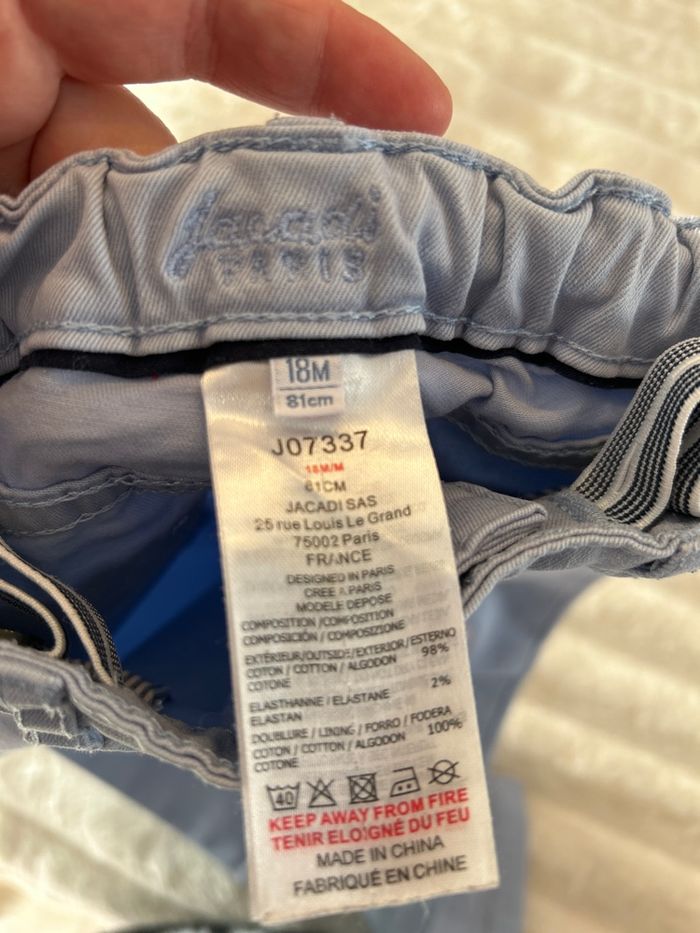 Jacadi
PARIS
18M
81cm
J07337
18M/M
81CM
JACADI SAS
25 rue Louis Le Grand
75002 Paris
FRANCE
DESIGNED IN PARIS
CREE A PARIS
MODELE DEPOSE
COMPOSITION / COMPOSITION
COMPOSICIÓN / COMPOSIZIONE
EXTÉRIEUR/OUTSIDE/EXTERIOR/ESTERNO
COTON / COTTON / ALGODON 98%
COTONE
ELASTHANNE / ELASTANE 2%
ELASTAN
DOUBLURE / LINING / FORRO / FODERA
COTON / COTTON / ALGODON 100%
COTONE
40
KEEP AWAY FROM FIRE
TENIR ELOIGNÉ DU FEU
MADE IN CHINA
FABRIQUÉ EN CHINE